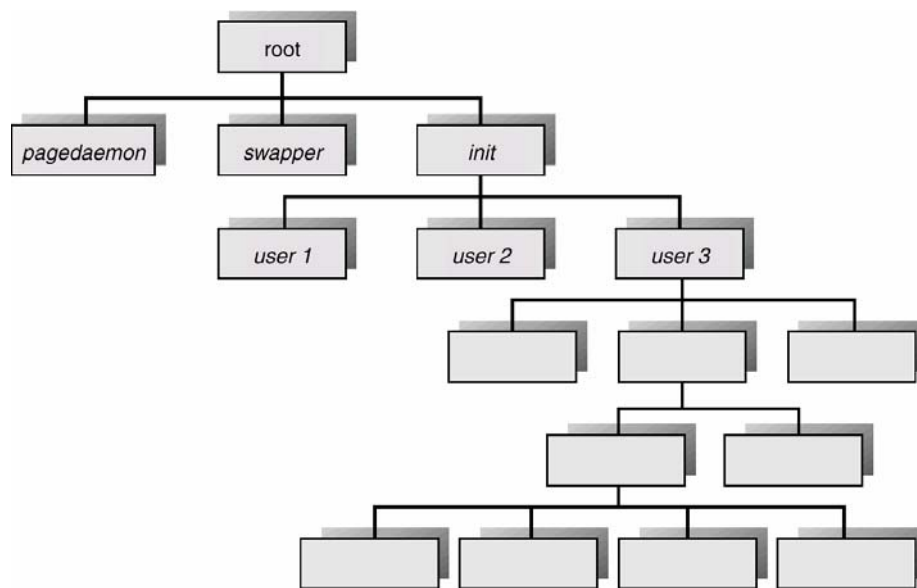 root
pagedaemon
swapper
init
user 1
user 2
user 3